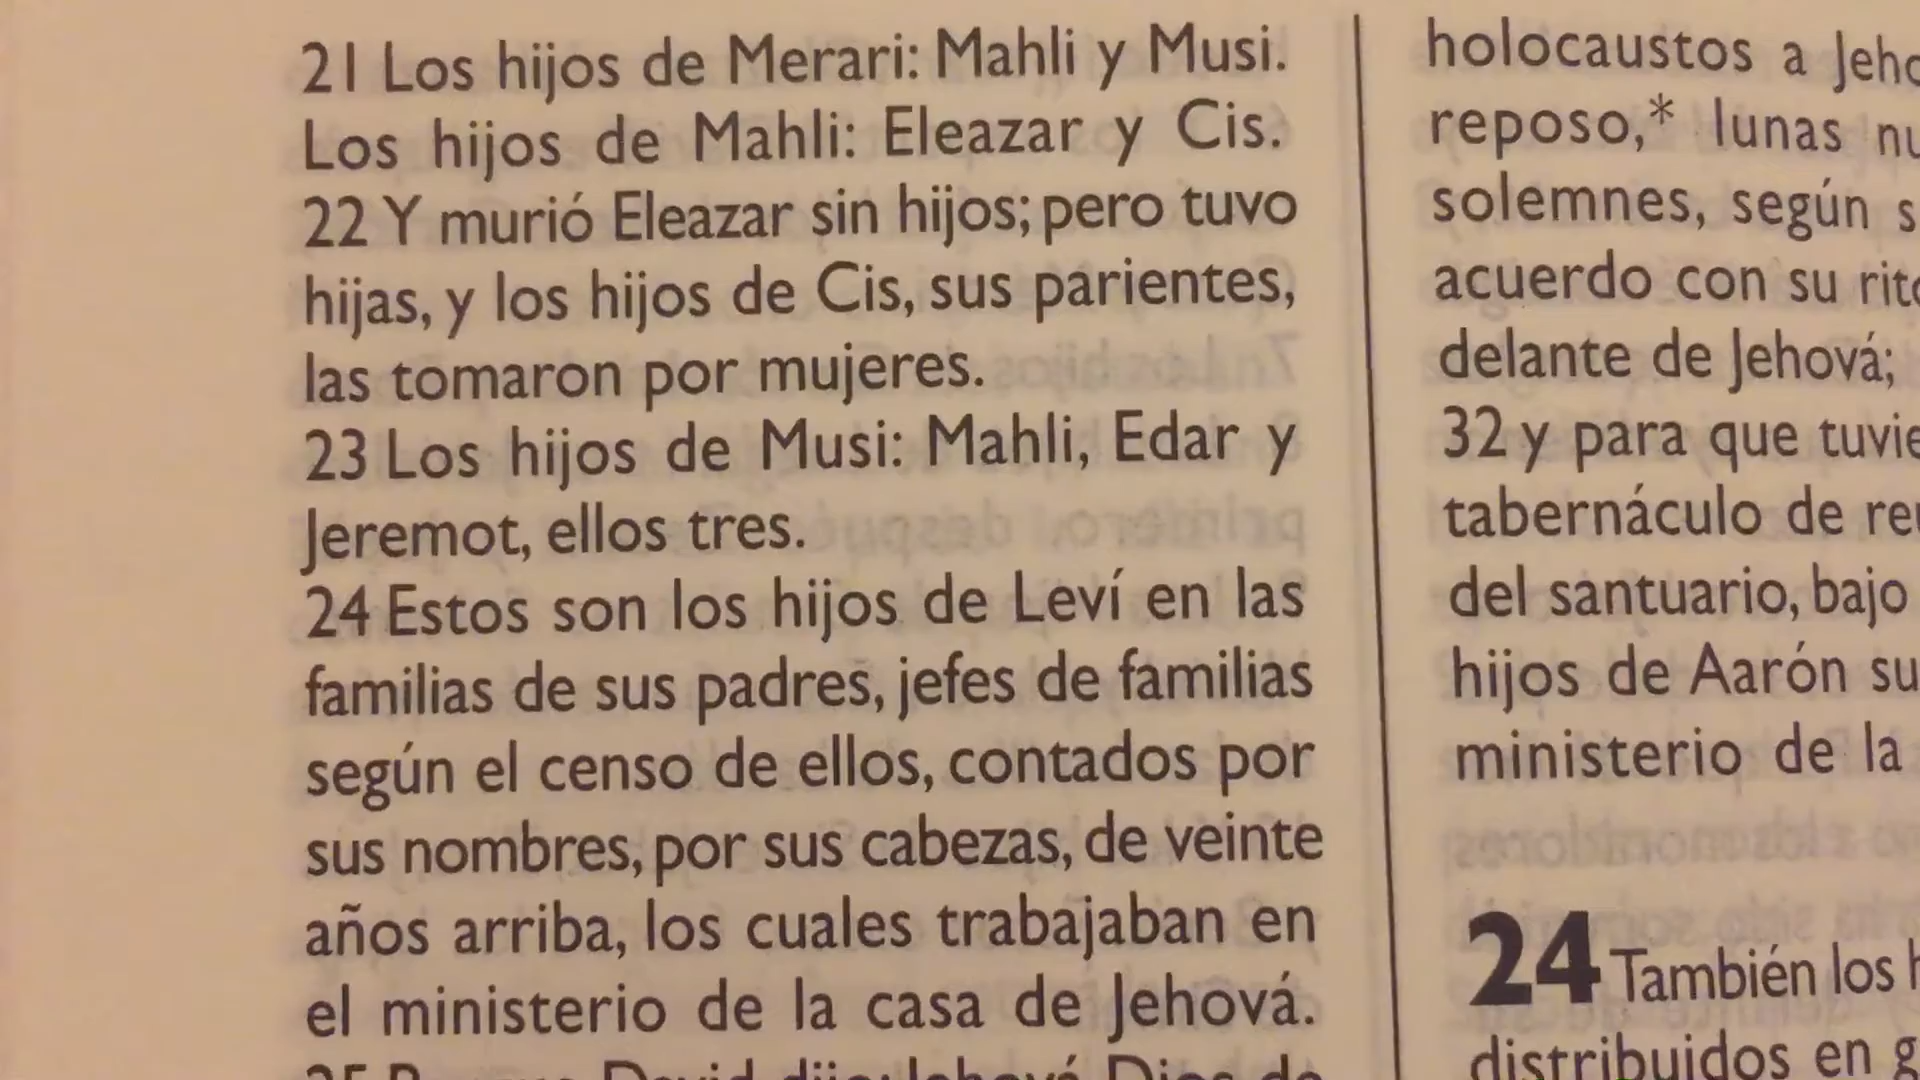 21 Los hijos de Merari: Mahli y Musi.
Los hijos de Mahli: Eleazar y Cis.
22 Y murió Eleazar sin hijos; pero tuvo
hijas, y los hijos de Cis, sus parientes,
las tomaron por mujeres.
23 Los hijos de Musi: Mahli, Edar y
Jeremot, ellos tres.
24 Estos son los hijos de Leví en las
familias de sus padres, jefes de familias
según el censo de ellos, contados por
sus nombres, por sus cabezas, de veinte
años arriba, los cuales trabajaban en
el ministerio de la casa de Jehová.
David dijo: Jehová Dios de
holocaustos a
reposo,* lunas
solemnes, según
acuerdo con su
delante de Jehová;
32 y para que
tabernáculo de
del santuario, bajo
hijos de Aarón
ministerio de la
24 También los
distribuidos en